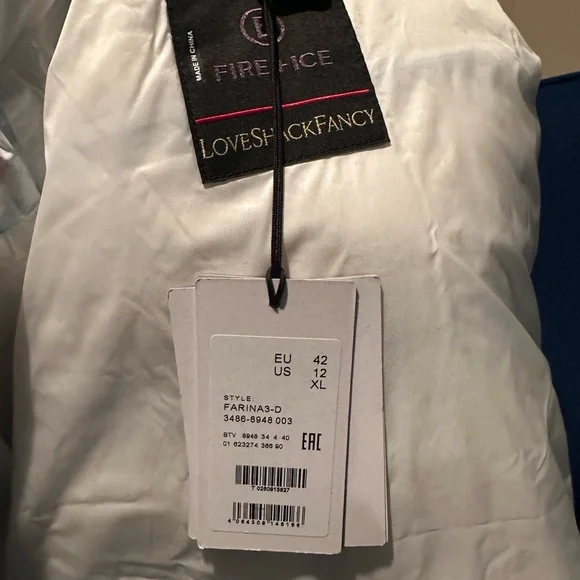 B
MADE IN CHINA
FIRE+ICE
LOVESHACKFANCY
EU 42
US 12
XL
STYLE:
FARINA3-D
3486-8948 003
BTV 8948 34 4 40
01 623274 386.90
EAC
T 0260813827